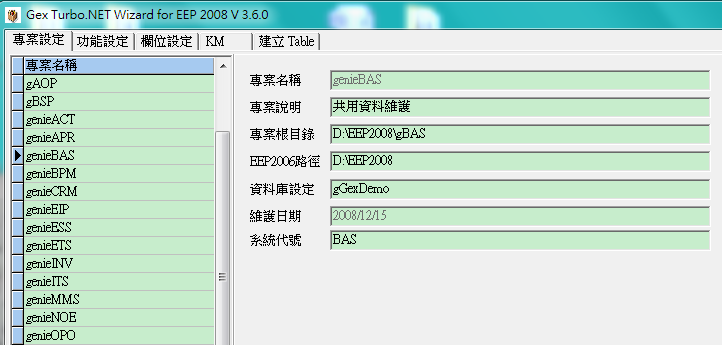 Gex Turbo.NET Wizard for EEP 2008 V 3.6.0
專案設定 功能設定 欄位設定 KM 建立 Table
專案名稱
gAOP
gBSP
genieACT
genieAPR
genieBAS
genieBPM
genieCRM
genieEIP
genieESS
genieETS
genieINV
genieITS
genieMMS
genieNOE
genieOPO
專案名稱 genieBAS
專案說明 共用資料維護
專案根目錄 D:\EEP2008\gBAS
EEP2006路徑 D:\EEP2008
資料庫設定 gGexDemo
維護日期 2008/12/15
系統代號 BAS